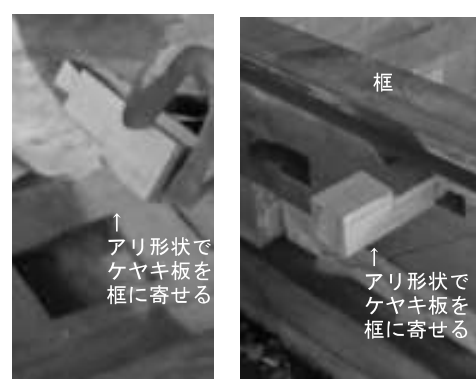 ↑
アリ形状で
ケヤキ板を
框に寄せる
框
↑
アリ形状で
ケヤキ板を
框に寄せる